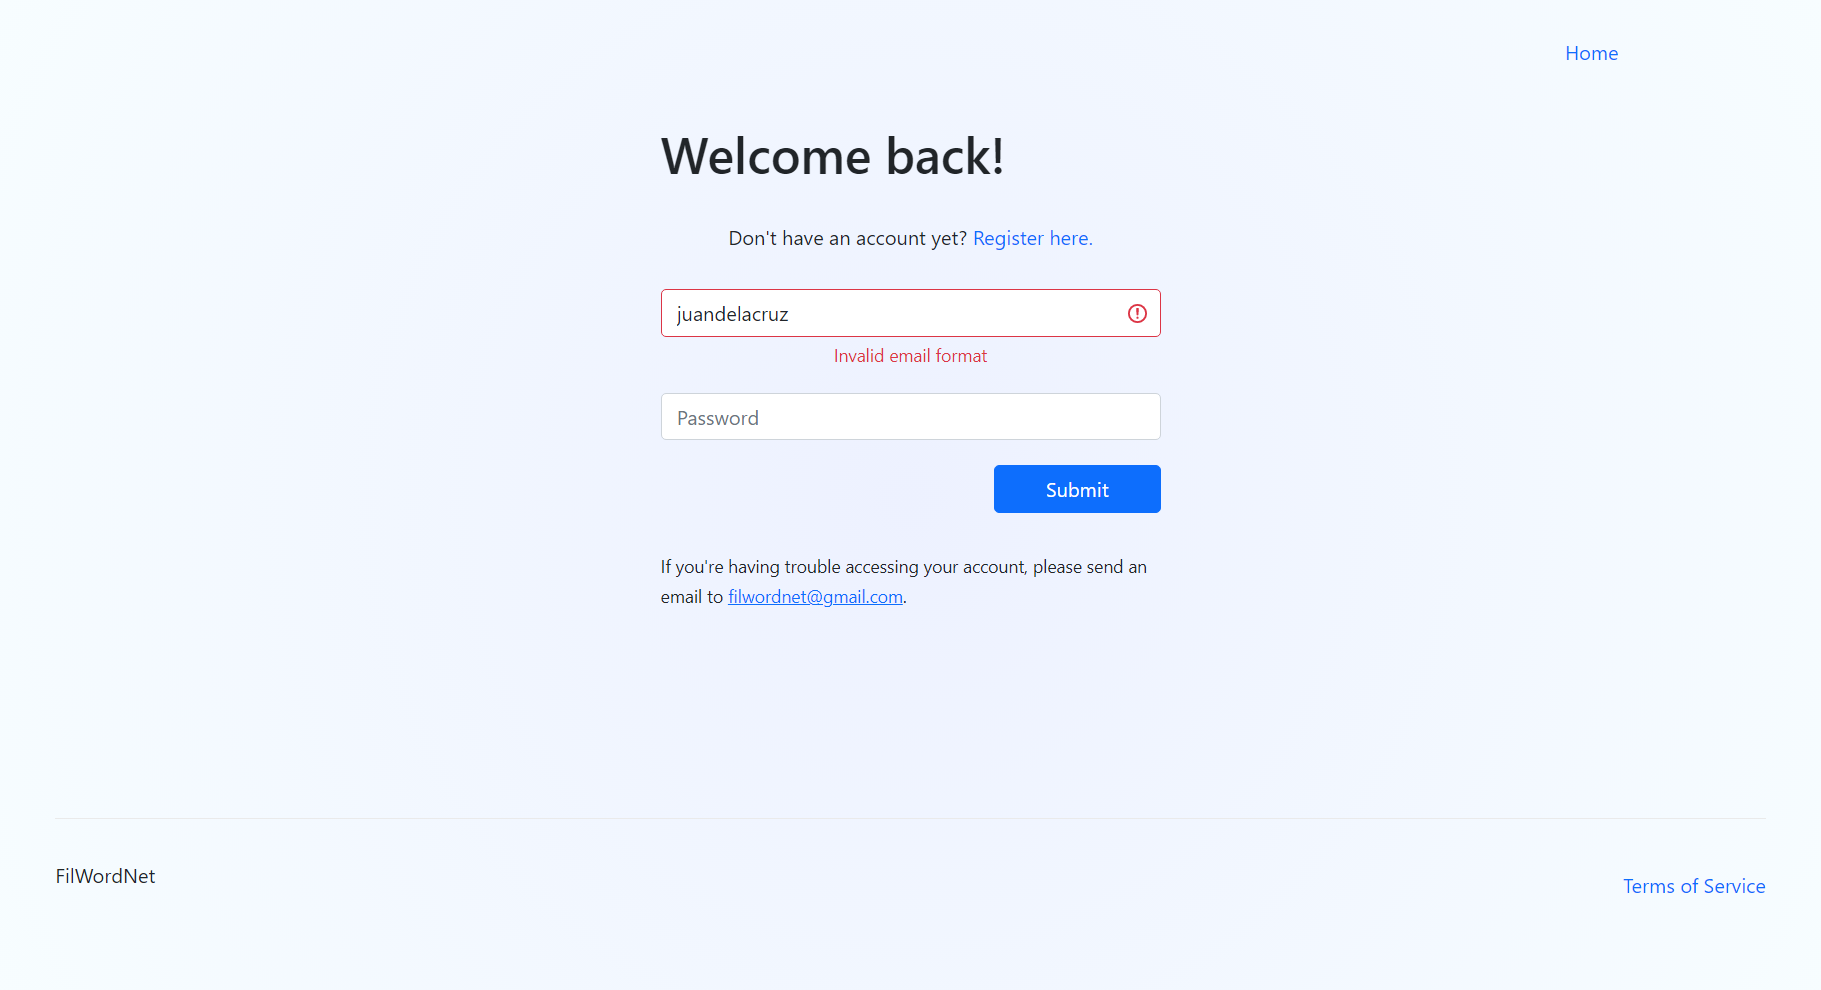 Home
Welcome back!
Don't have an account yet? Register here.
juandelacruz
Invalid email format
Password
Submit
If you're having trouble accessing your account, please send an
email to filwordnet@gmail.com.
FilWordNet
Terms of Service